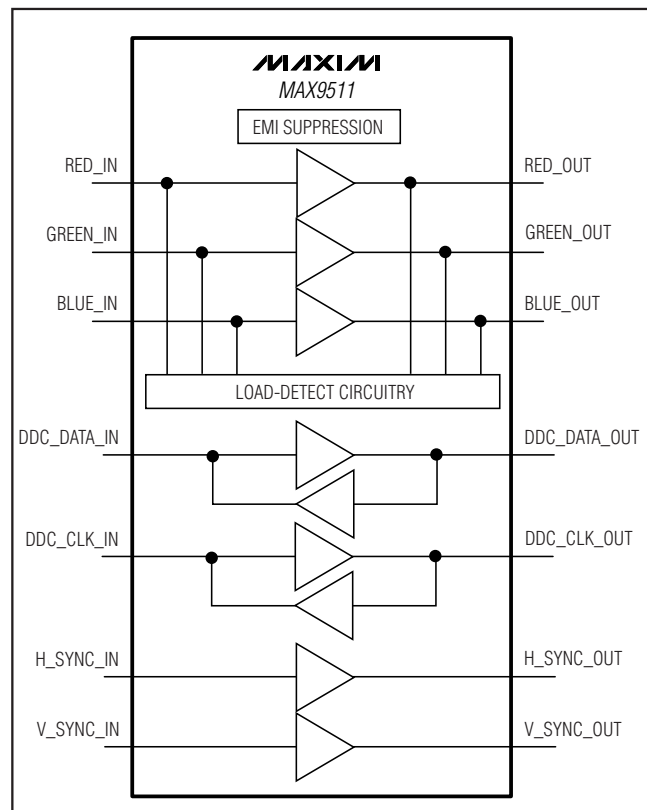 MAXIM
MAX9511
EMI SUPPRESSION
RED_IN RED_OUT
GREEN_IN GREEN_OUT
BLUE_IN BLUE_OUT
LOAD-DETECT CIRCUITRY
DDC_DATA_IN DDC_DATA_OUT
DDC_CLK_IN DDC_CLK_OUT
H_SYNC_IN H_SYNC_OUT
V_SYNC_IN V_SYNC_OUT